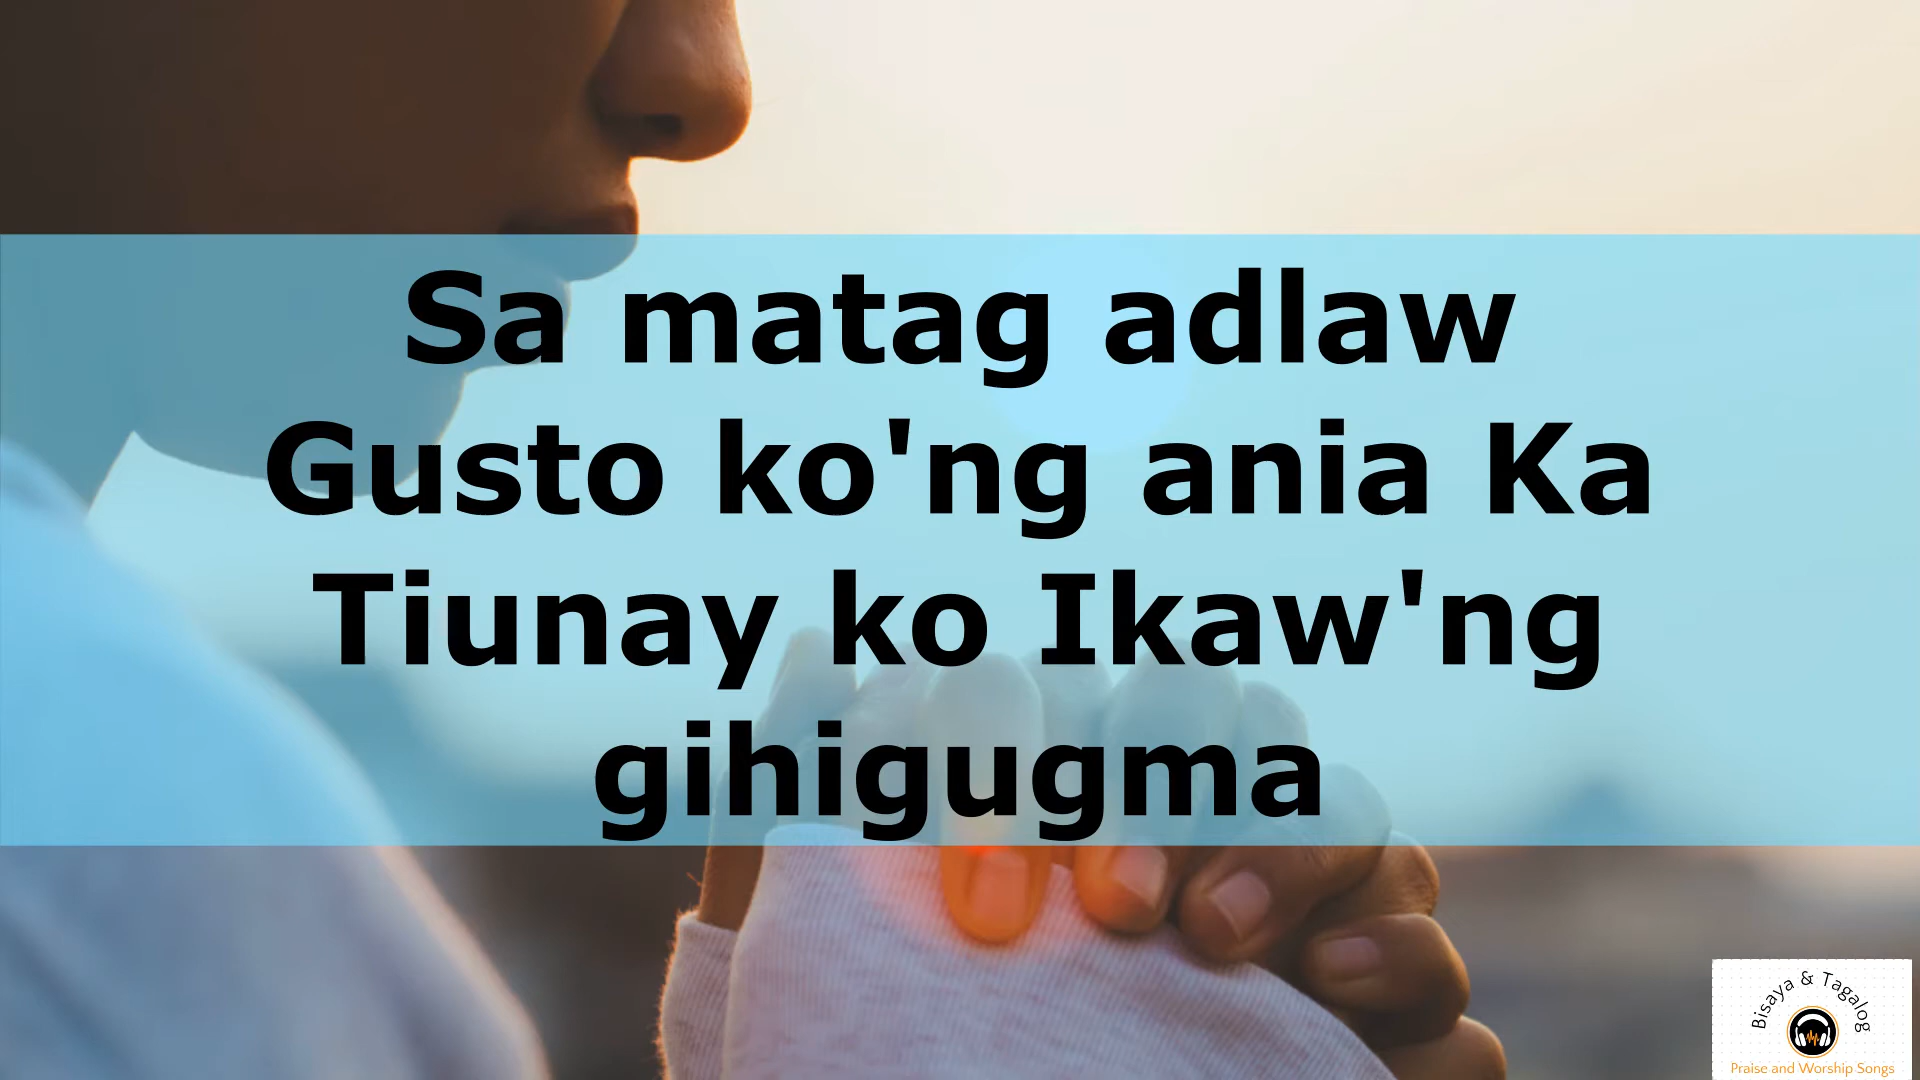 Sa matag adlaw
Gusto ko'ng ania Ka
Tiunay ko Ikaw'ng
gihigugma
Bisaya & Tagalog
Praise and Worship Songs